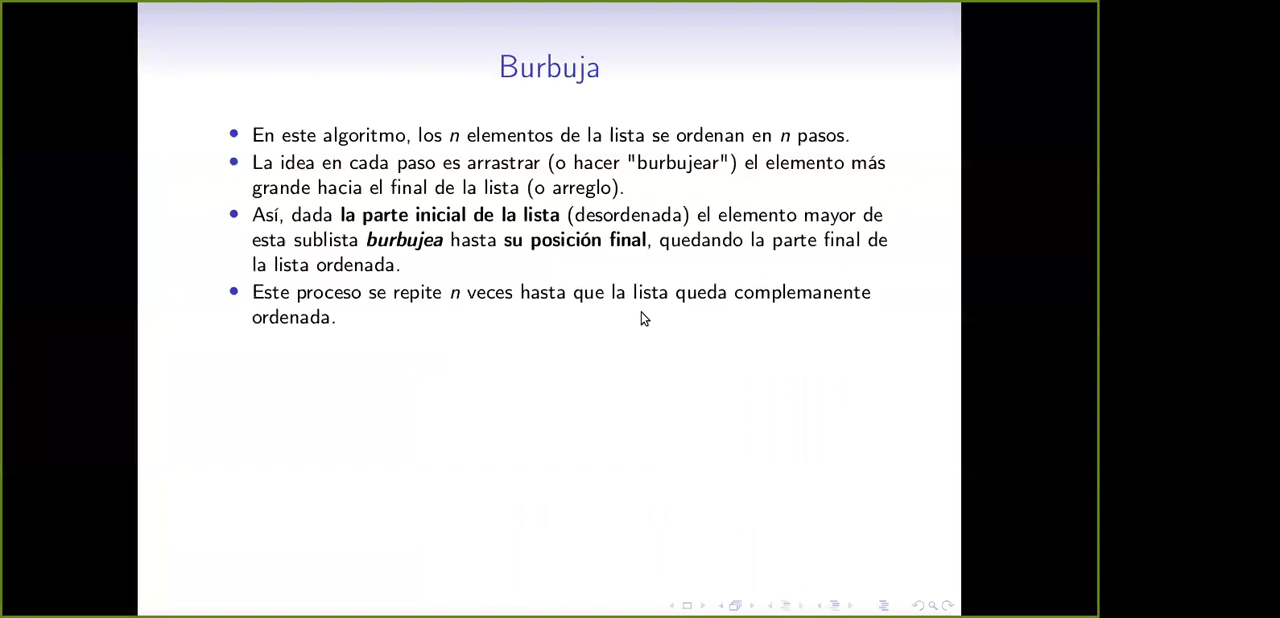 Burbuja
En este algoritmo, los n elementos de la lista se ordenan en n pasos.
La idea en cada paso es arrastrar (o hacer "burbujear") el elemento más
grande hacia el final de la lista (o arreglo).
Así, dada la parte inicial de la lista (desordenada) el elemento mayor de
esta sublista burbujea hasta su posición final, quedando la parte final de
la lista ordenada.
Este proceso se repite n veces hasta que la lista queda complemanente
ordenada.